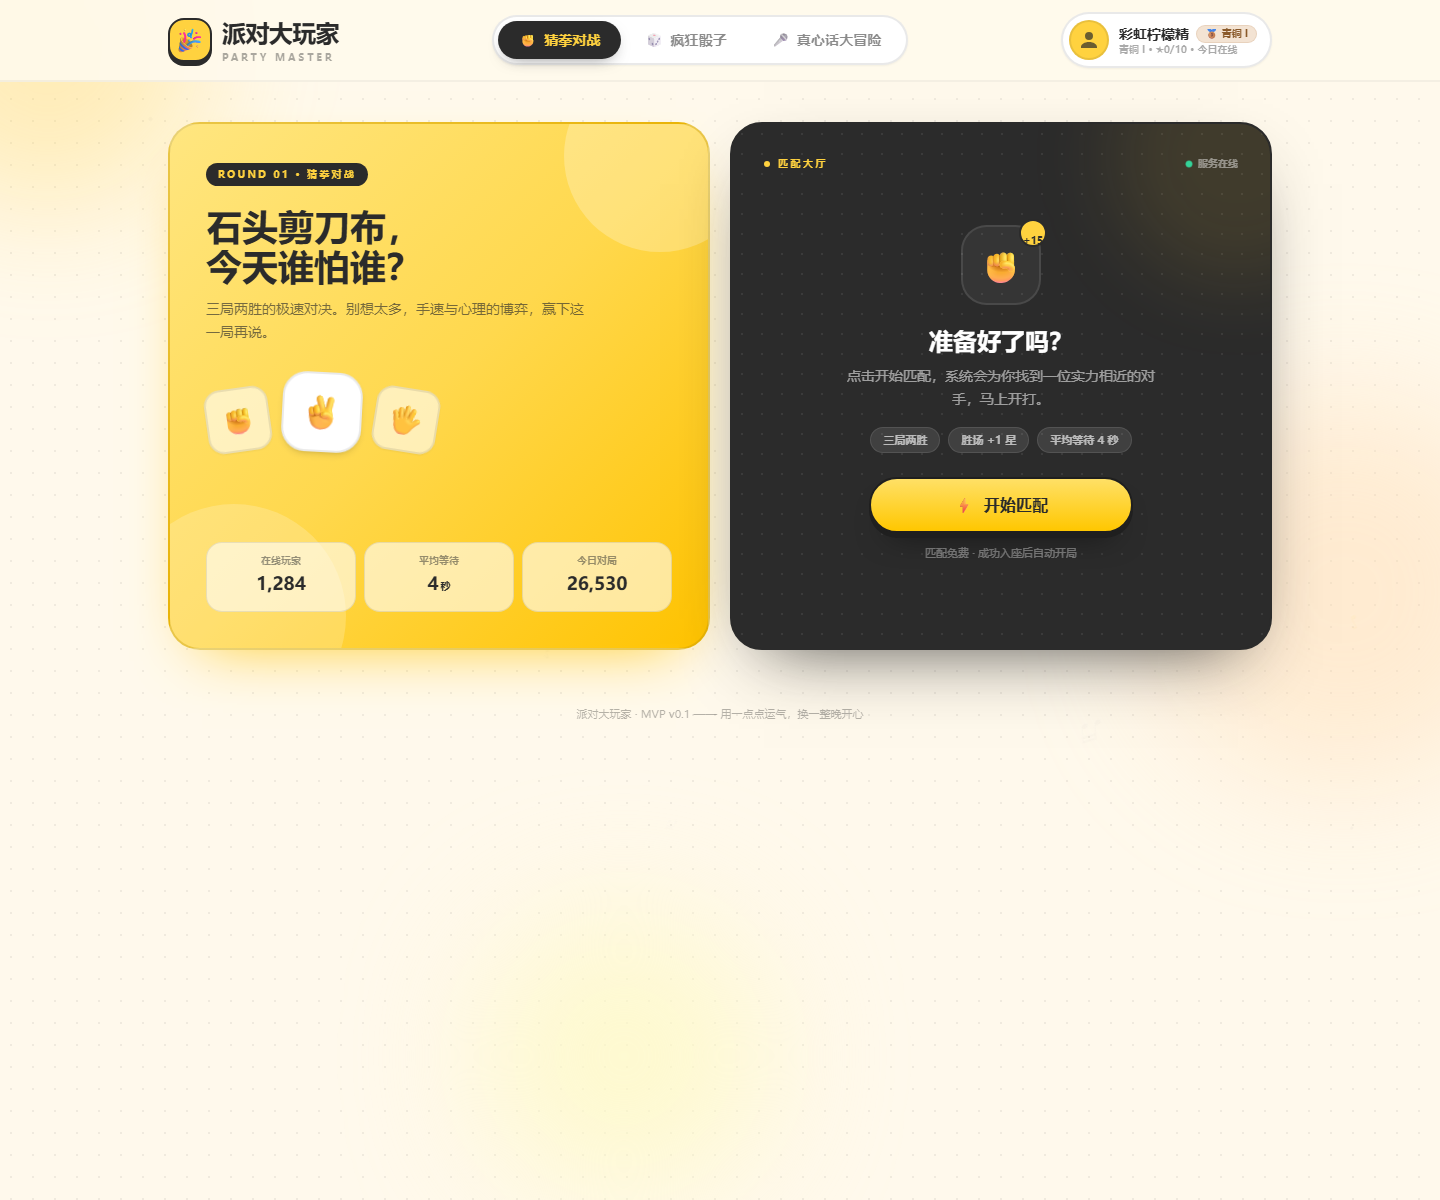 派对大玩家
PARTY MASTER
猜拳对战
疯狂骰子
真心话大冒险
彩虹柠檬精
青铜 I
青铜 I • ★0/10 • 今日在线
ROUND 01 • 猜拳对战
石头剪刀布，
今天谁怕谁？
三局两胜的极速对决。别想太多，手速与心理的博弈，赢下这
一局再说。
在线玩家
1,284
平均等待
4秒
今日对局
26,530
匹配大厅
服务在线
+15
准备好了吗？
点击开始匹配，系统会为你找到一位实力相近的对
手，马上开打。
三局两胜
胜场 +1 星
平均等待 4 秒
开始匹配
匹配免费 · 成功入座后自动开局
派对大玩家 · MVP v0.1 —— 用一点点运气，换一整晚开心